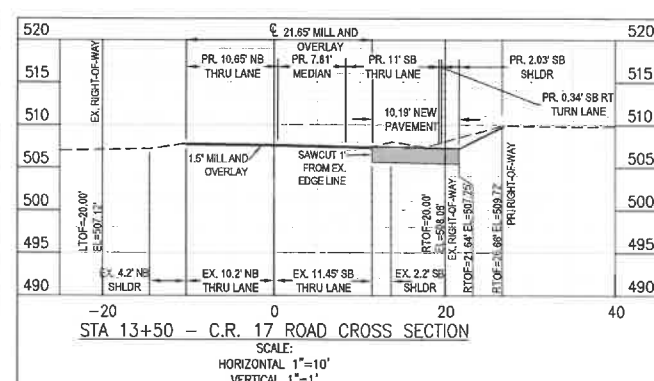 520 ℄ 21.65' MILL AND OVERLAY 520
EX. RIGHT-OF-WAY
PR. 10.65' NB THRU LANE
PR. 7.81' MEDIAN
PR. 11' SB THRU LANE
PR. 2.03' SB SHLDR
515 515
PR. 0.34' SB RT TURN LANE
10.19' NEW PAVEMENT
510 510
1.5" MILL AND OVERLAY
SAWCUT 1' FROM EX. EDGE LINE
505 505
LTOF=20.00' EL=507.12'
RTOF=20.00' EL=508.06'
EX. RIGHT-OF-WAY
RTOF=21.64' EL=507.25'
RTOF=26.66' EL=509.72'
PR. RIGHT-OF-WAY
500 500
495 495
EX. 4.2' NB SHLDR
EX. 10.2' NB THRU LANE
EX. 11.45' SB THRU LANE
EX. 2.2' SB SHLDR
490 490
-20 0 20 40
STA 13+50 - C.R. 17 ROAD CROSS SECTION
SCALE:
HORIZONTAL 1"=10'
VERTICAL 1"=1'